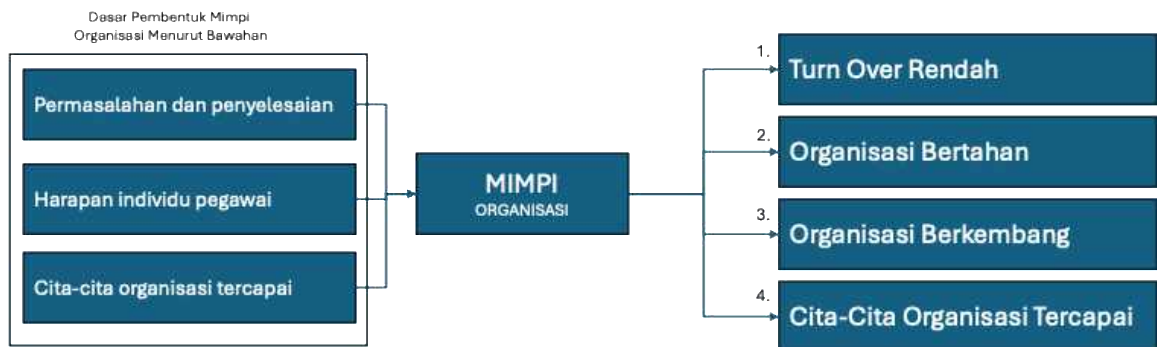 Dasar Pembentuk Mimpi
Organisasi Menurut Bawahan
Permasalahan dan penyelesaian
Harapan individu pegawai
Cita-cita organisasi tercapai
MIMPI
ORGANISASI
1.
Turn Over Rendah
2.
Organisasi Bertahan
3.
Organisasi Berkembang
4.
Cita-Cita Organisasi Tercapai